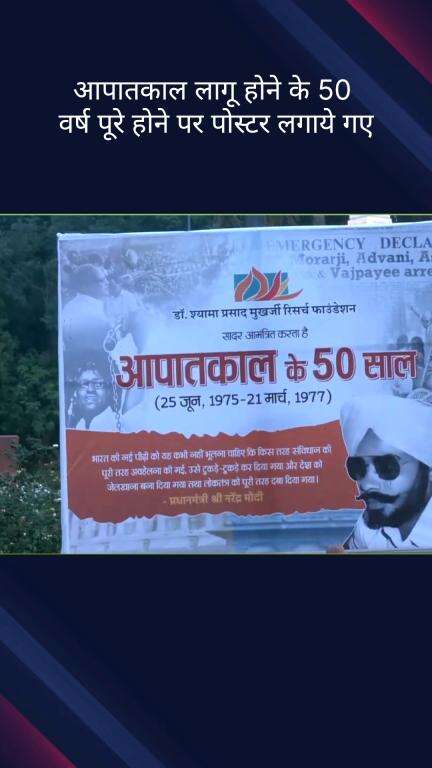 आपातकाल लागू होने के 50
वर्ष पूरे होने पर पोस्टर लगाये गए
EMERGENCY DECLA
Morarji, Advani, A
& Vajpayee arre
डॉ. श्यामा प्रसाद मुखर्जी रिसर्च फाउंडेशन
सादर आमंत्रित करता है
आपातकाल के 50 साल
(25 जून, 1975-21 मार्च, 1977)
भारत की नई पीढ़ी को यह कभी नहीं भूलना चाहिए कि किस तरह संविधान की
पूरी तरह अवहेलना की गई, उसे टुकड़े-टुकड़े कर दिया गया और देश को
जेलखाना बना दिया गया तथा लोकतंत्र को पूरी तरह दबा दिया गया।
- प्रधानमंत्री श्री नरेंद्र मोदी